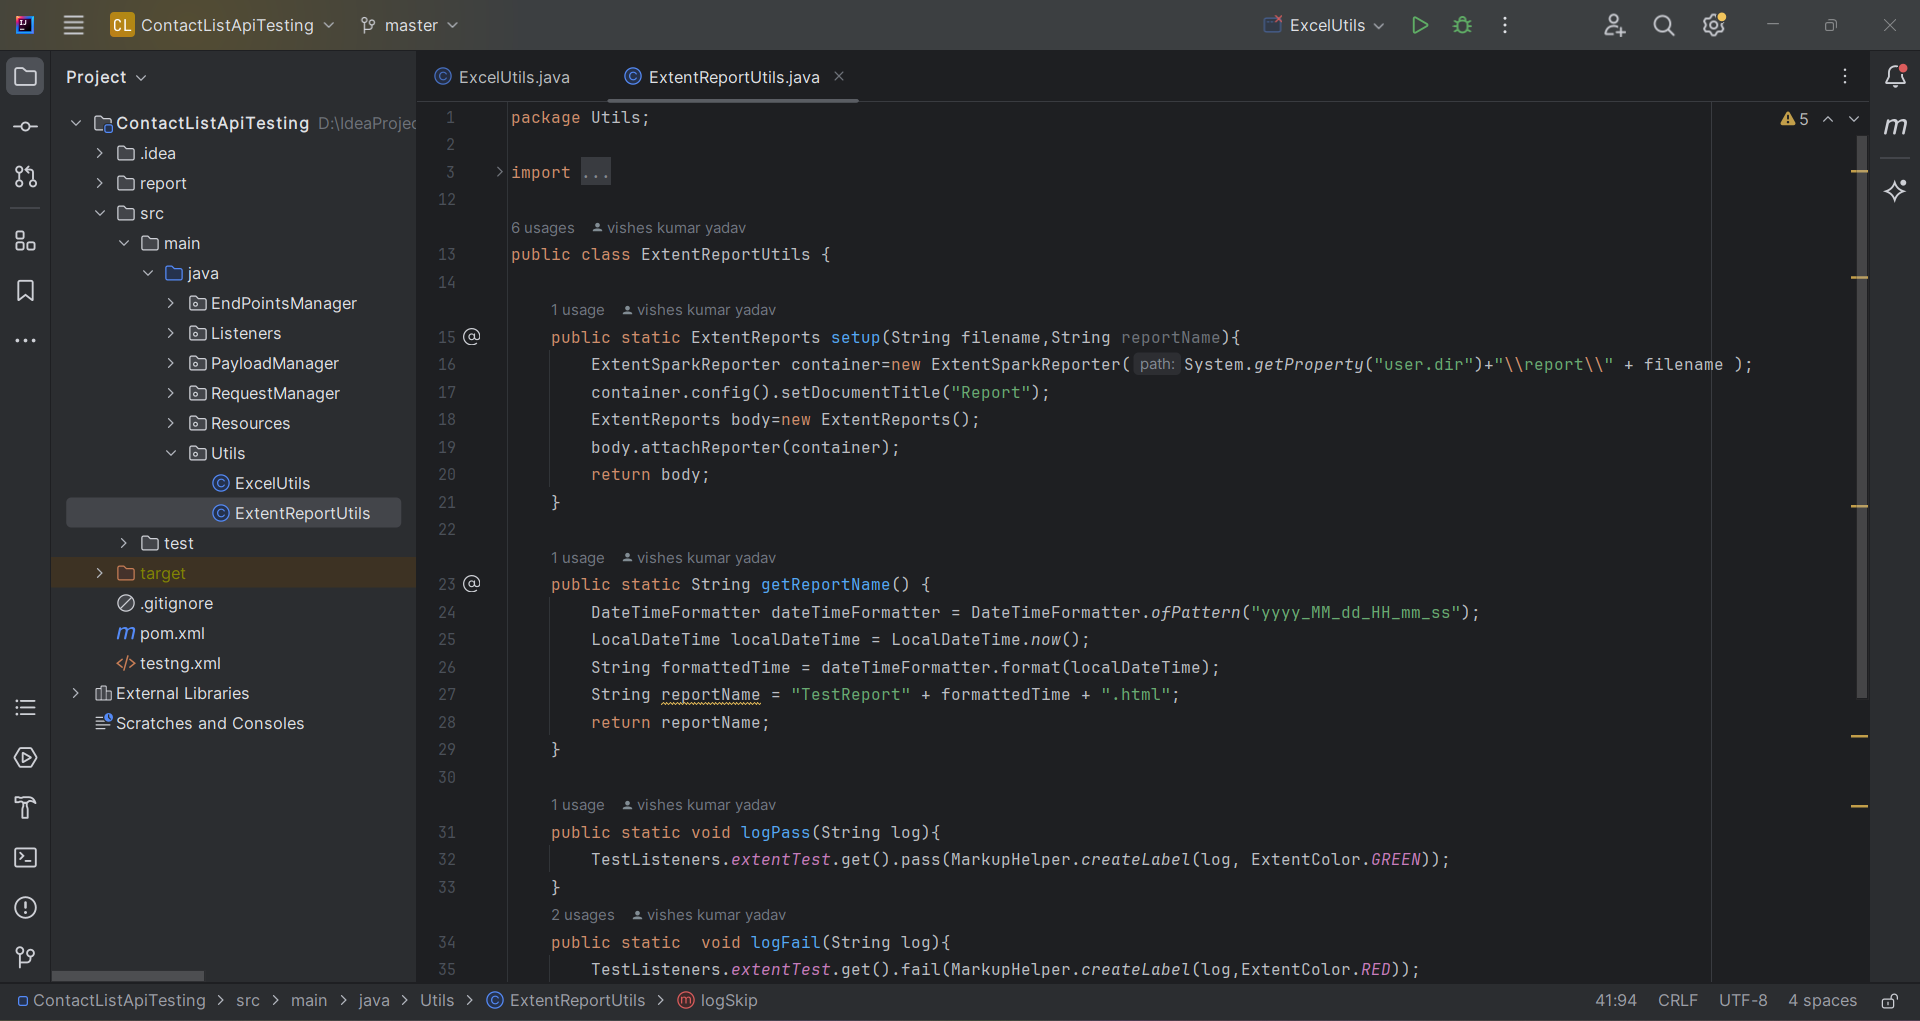 CL ContactListApiTesting master ExcelUtils
Project
ContactListApiTesting D:\IdeaProjec
.idea
report
src
main
java
EndPointsManager
Listeners
PayloadManager
RequestManager
Resources
Utils
ExcelUtils
ExtentReportUtils
test
target
.gitignore
m pom.xml
</> testng.xml
External Libraries
Scratches and Consoles
ExcelUtils.java ExtentReportUtils.java
5
1 package Utils;
2
3 import ...
12
6 usages vishes kumar yadav
13 public class ExtentReportUtils {
14
1 usage vishes kumar yadav
15 @ public static ExtentReports setup(String filename,String reportName){
16 ExtentSparkReporter container=new ExtentSparkReporter( path: System.getProperty("user.dir")+"\\report\\" + filename );
17 container.config().setDocumentTitle("Report");
18 ExtentReports body=new ExtentReports();
19 body.attachReporter(container);
20 return body;
21 }
22
1 usage vishes kumar yadav
23 @ public static String getReportName() {
24 DateTimeFormatter dateTimeFormatter = DateTimeFormatter.ofPattern("yyyy_MM_dd_HH_mm_ss");
25 LocalDateTime localDateTime = LocalDateTime.now();
26 String formattedTime = dateTimeFormatter.format(localDateTime);
27 String reportName = "TestReport" + formattedTime + ".html";
28 return reportName;
29 }
30
1 usage vishes kumar yadav
31 public static void logPass(String log){
32 TestListeners.extentTest.get().pass(MarkupHelper.createLabel(log, ExtentColor.GREEN));
33 }
2 usages vishes kumar yadav
34 public static  void logFail(String log){
35 TestListeners.extentTest.get().fail(MarkupHelper.createLabel(log,ExtentColor.RED));
m
ContactListApiTesting > src > main > java > Utils > ExtentReportUtils > logSkip
41:94 CRLF UTF-8 4 spaces